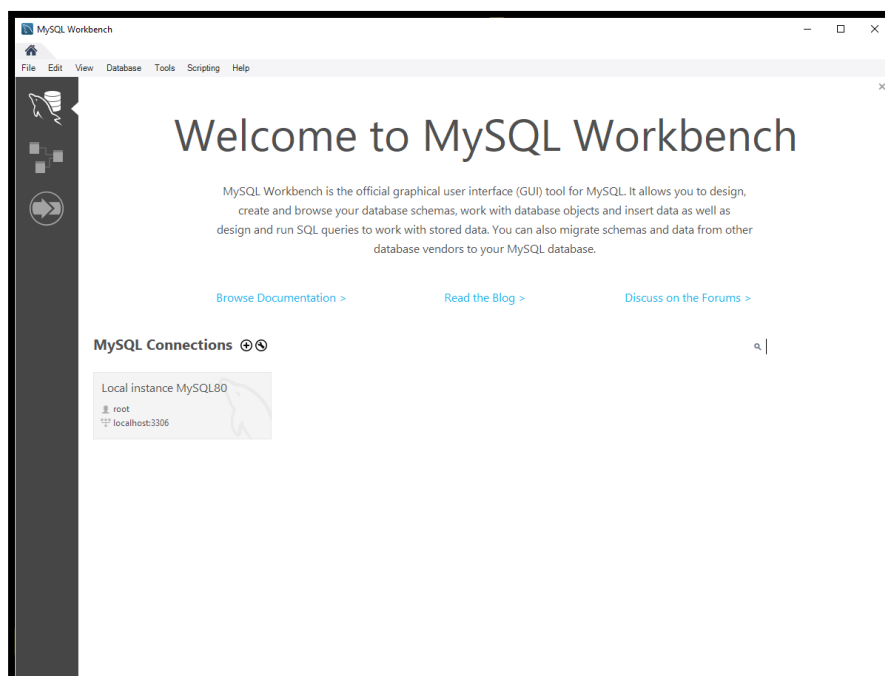 MySQL Workbench
File Edit View Database Tools Scripting Help
Welcome to MySQL Workbench
MySQL Workbench is the official graphical user interface (GUI) tool for MySQL. It allows you to design,
create and browse your database schemas, work with database objects and insert data as well as
design and run SQL queries to work with stored data. You can also migrate schemas and data from other
database vendors to your MySQL database.
Browse Documentation > Read the Blog > Discuss on the Forums >
MySQL Connections
Local instance MySQL80
root
localhost:3306